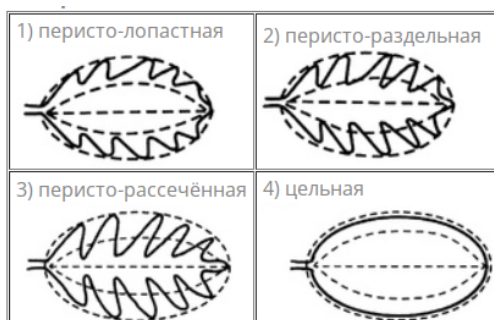 1) перисто-лопастная
2) перисто-раздельная
3) перисто-рассечённая
4) цельная